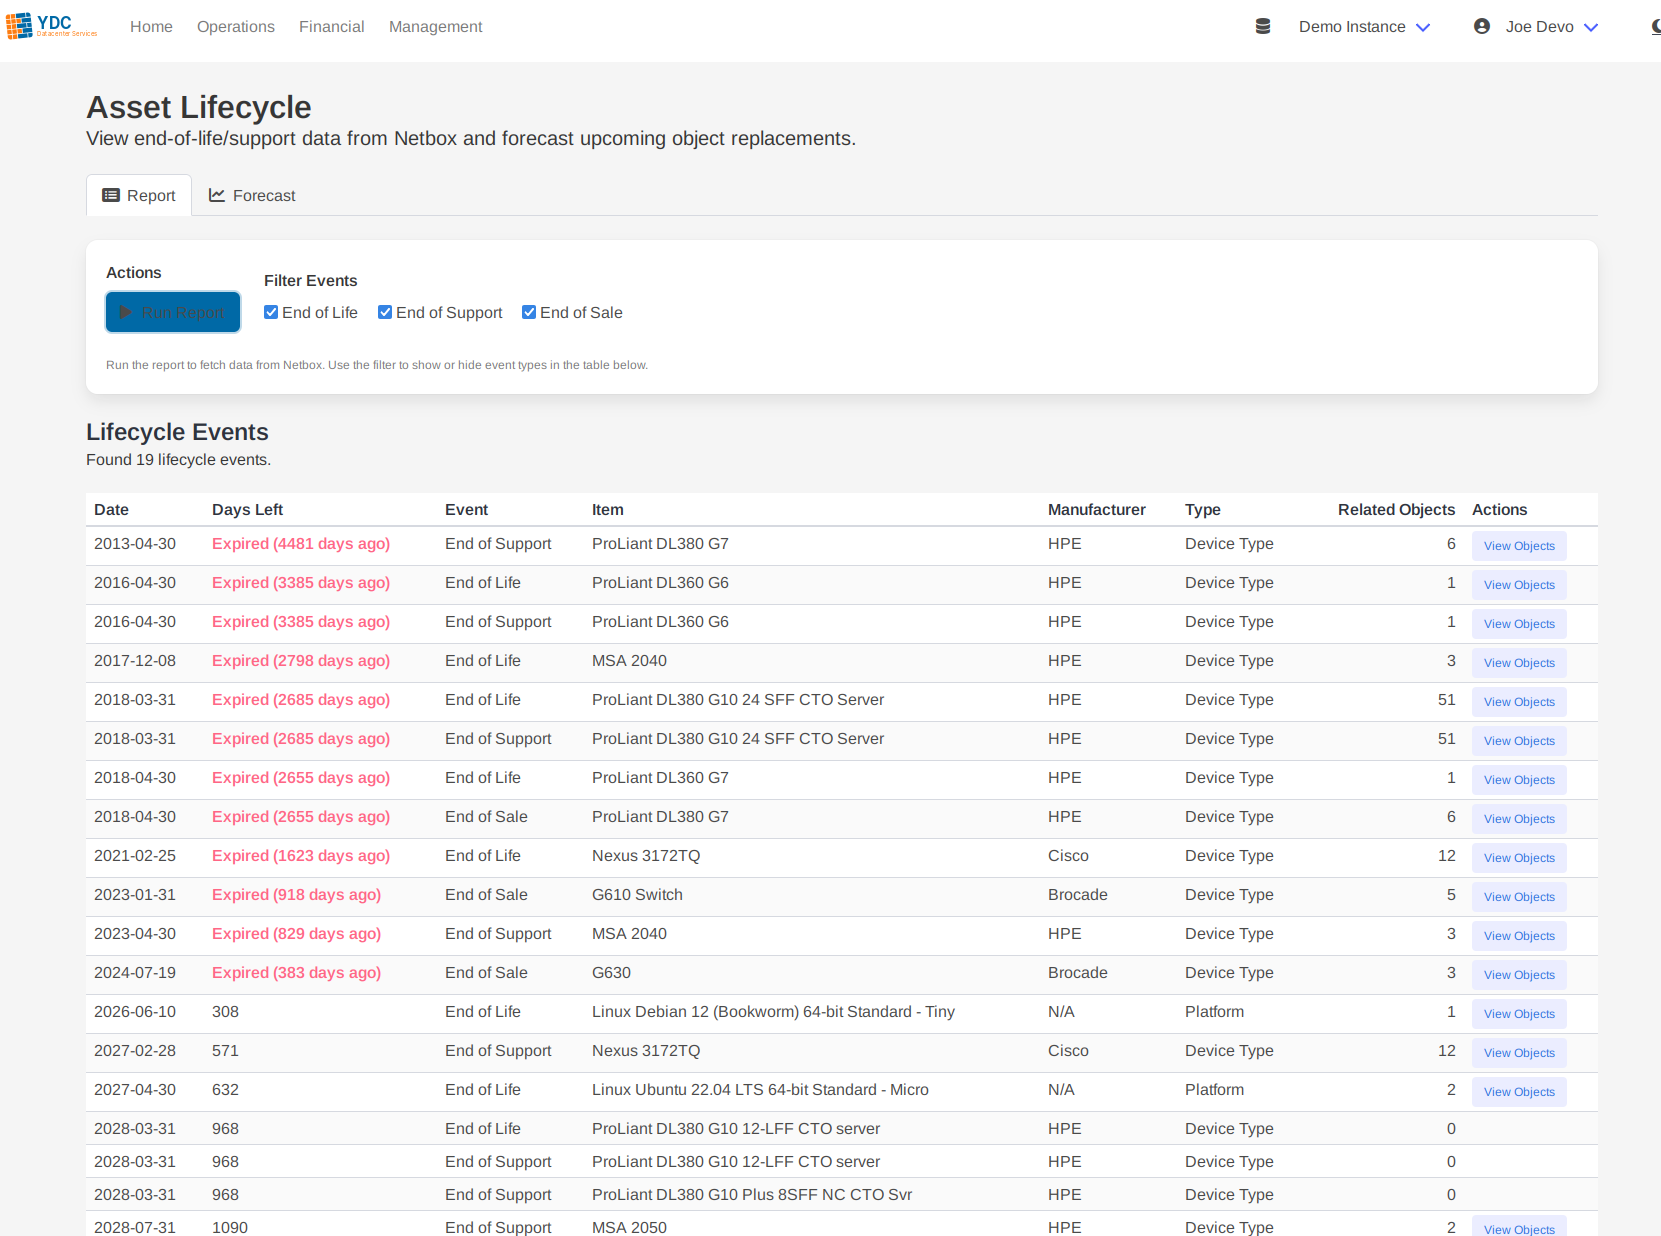 YDC
Datacenter Services
Home Operations Financial Management
Demo Instance Joe Devo
Asset Lifecycle
View end-of-life/support data from Netbox and forecast upcoming object replacements.
Report Forecast
Actions
Filter Events
Run Report
End of Life End of Support End of Sale
Run the report to fetch data from Netbox. Use the filter to show or hide event types in the table below.
Lifecycle Events
Found 19 lifecycle events.
Date Days Left Event Item Manufacturer Type Related Objects Actions
2013-04-30 Expired (4481 days ago) End of Support ProLiant DL380 G7 HPE Device Type 6 View Objects
2016-04-30 Expired (3385 days ago) End of Life ProLiant DL360 G6 HPE Device Type 1 View Objects
2016-04-30 Expired (3385 days ago) End of Support ProLiant DL360 G6 HPE Device Type 1 View Objects
2017-12-08 Expired (2798 days ago) End of Life MSA 2040 HPE Device Type 3 View Objects
2018-03-31 Expired (2685 days ago) End of Life ProLiant DL380 G10 24 SFF CTO Server HPE Device Type 51 View Objects
2018-03-31 Expired (2685 days ago) End of Support ProLiant DL380 G10 24 SFF CTO Server HPE Device Type 51 View Objects
2018-04-30 Expired (2655 days ago) End of Life ProLiant DL360 G7 HPE Device Type 1 View Objects
2018-04-30 Expired (2655 days ago) End of Sale ProLiant DL380 G7 HPE Device Type 6 View Objects
2021-02-25 Expired (1623 days ago) End of Life Nexus 3172TQ Cisco Device Type 12 View Objects
2023-01-31 Expired (918 days ago) End of Sale G610 Switch Brocade Device Type 5 View Objects
2023-04-30 Expired (829 days ago) End of Support MSA 2040 HPE Device Type 3 View Objects
2024-07-19 Expired (383 days ago) End of Sale G630 Brocade Device Type 3 View Objects
2026-06-10 308 End of Life Linux Debian 12 (Bookworm) 64-bit Standard - Tiny N/A Platform 1 View Objects
2027-02-28 571 End of Support Nexus 3172TQ Cisco Device Type 12 View Objects
2027-04-30 632 End of Life Linux Ubuntu 22.04 LTS 64-bit Standard - Micro N/A Platform 2 View Objects
2028-03-31 968 End of Life ProLiant DL380 G10 12-LFF CTO server HPE Device Type 0
2028-03-31 968 End of Support ProLiant DL380 G10 12-LFF CTO server HPE Device Type 0
2028-03-31 968 End of Support ProLiant DL380 G10 Plus 8SFF NC CTO Svr HPE Device Type 0
2028-07-31 1090 End of Support MSA 2050 HPE Device Type 2 View Objects